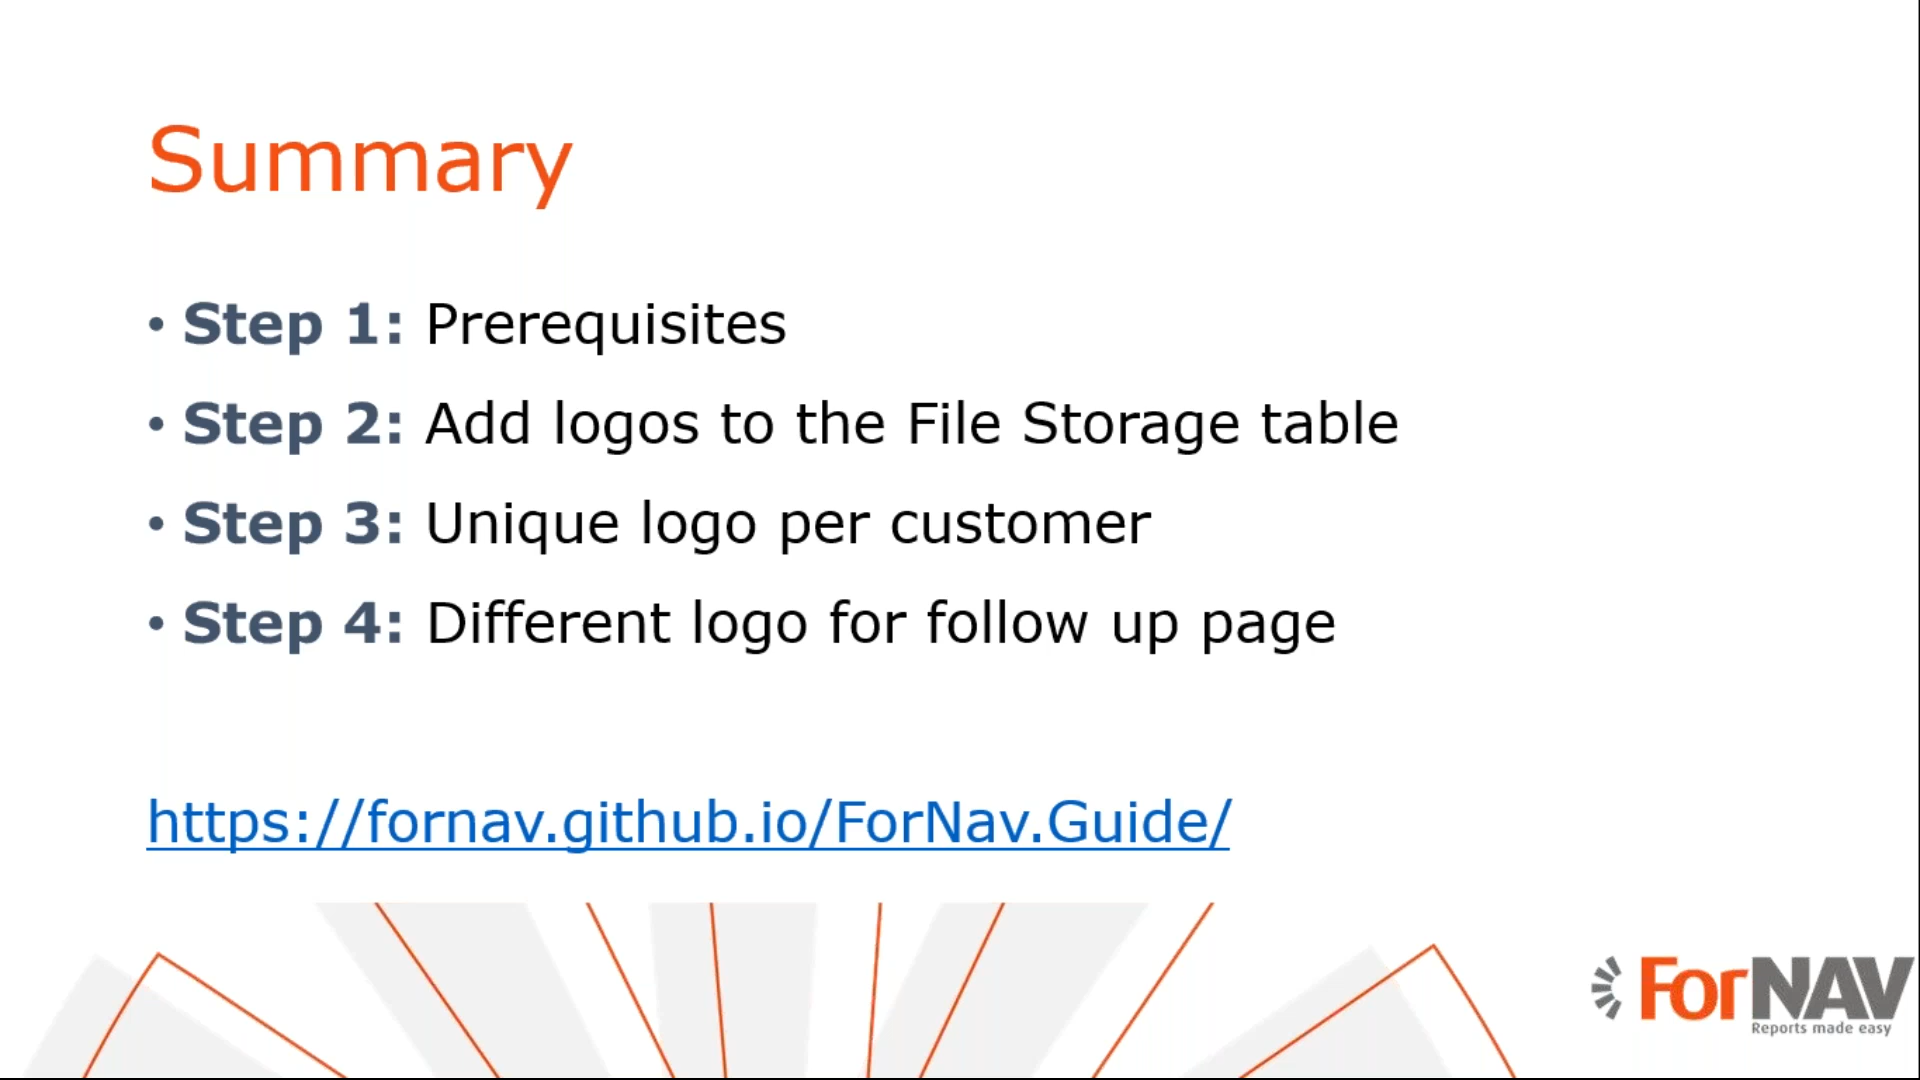 Summary
• Step 1: Prerequisites
• Step 2: Add logos to the File Storage table
• Step 3: Unique logo per customer
• Step 4: Different logo for follow up page
https://fornav.github.io/ForNav.Guide/
ForNAV
Reports made easy